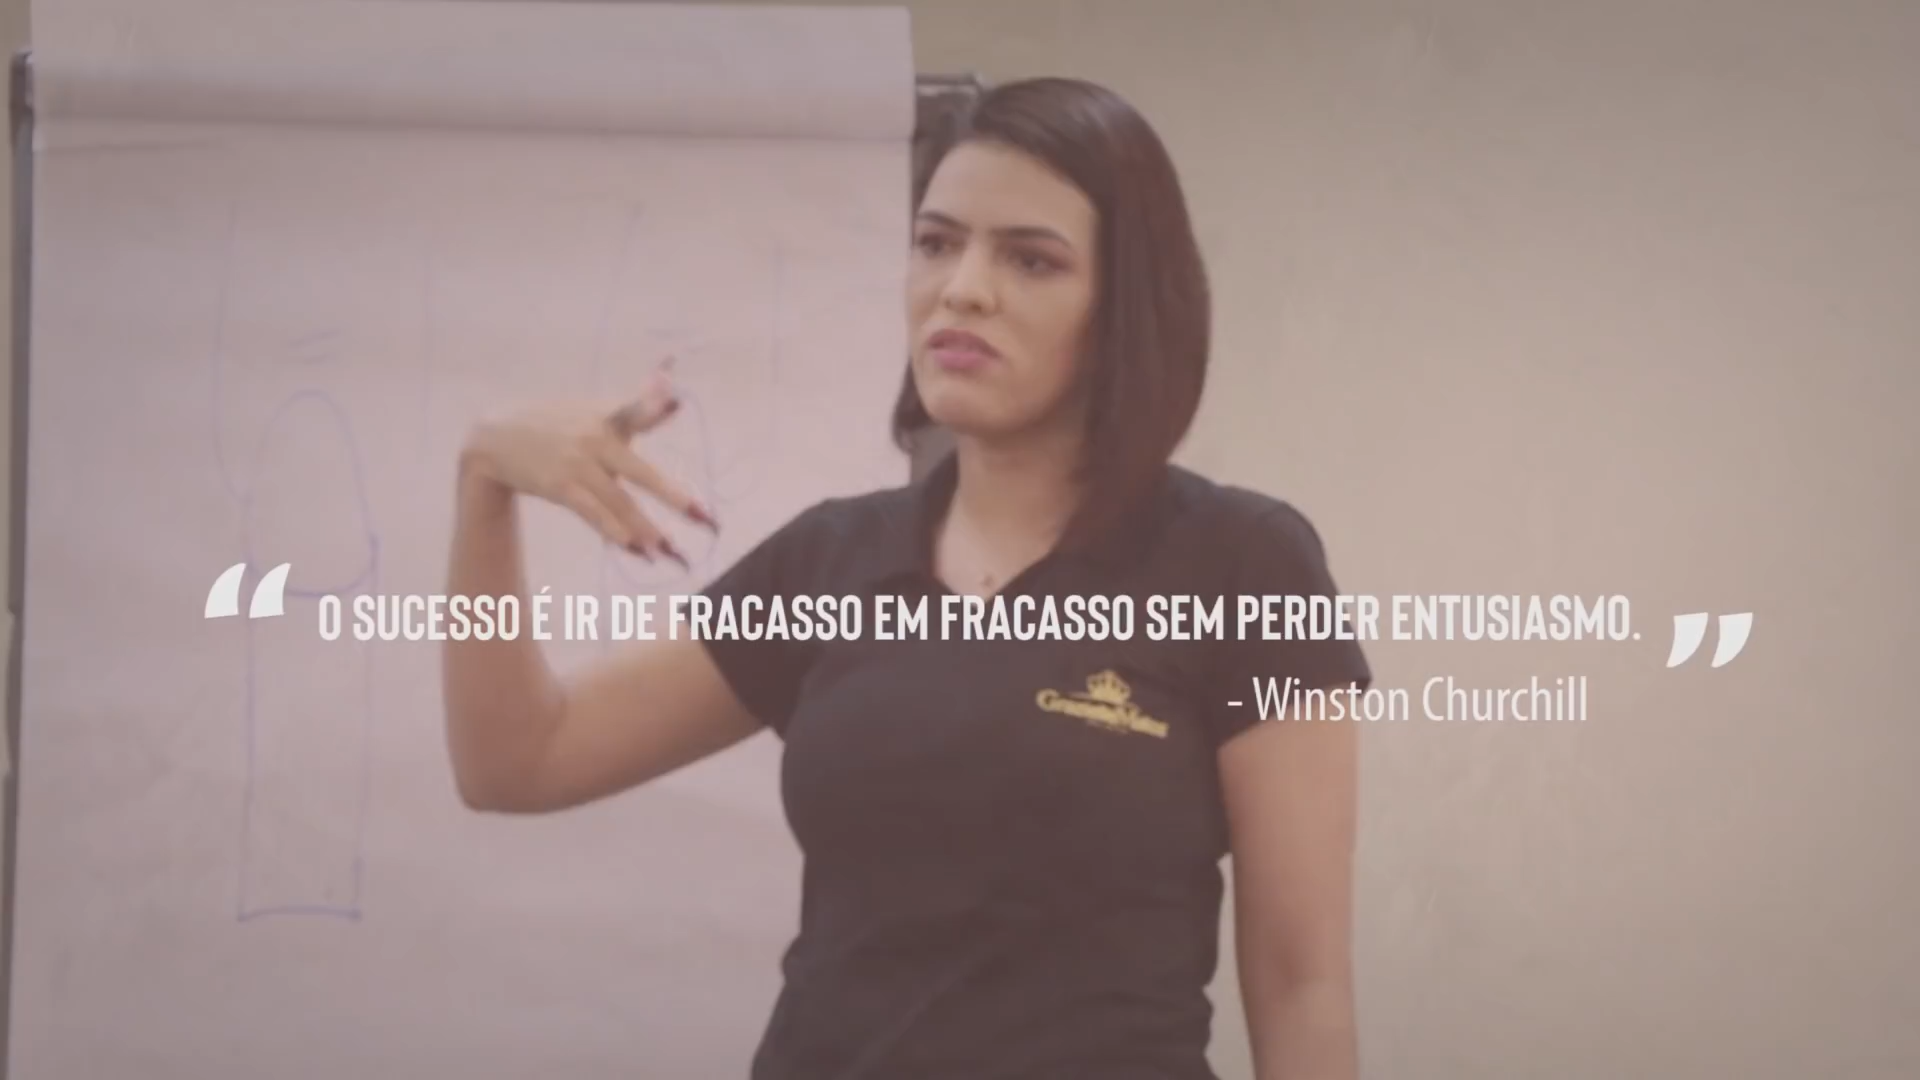 “ O SUCESSO É IR DE FRACASSO EM FRACASSO SEM PERDER ENTUSIASMO. ”
- Winston Churchill